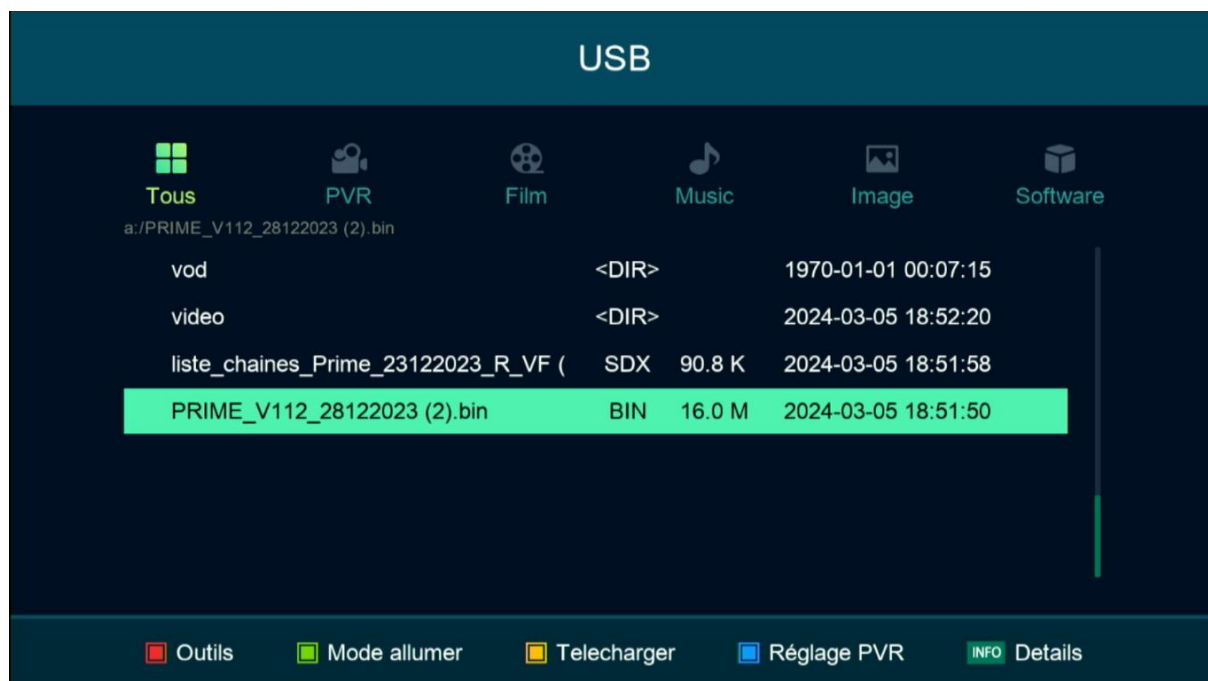 USB
Tous PVR Film Music Image Software
a:/PRIME_V112_28122023 (2).bin
vod <DIR> 1970-01-01 00:07:15
video <DIR> 2024-03-05 18:52:20
liste_chaines_Prime_23122023_R_VF ( SDX 90.8 K 2024-03-05 18:51:58
PRIME_V112_28122023 (2).bin BIN 16.0 M 2024-03-05 18:51:50
Outils Mode allumer Telecharger Réglage PVR INFO Details